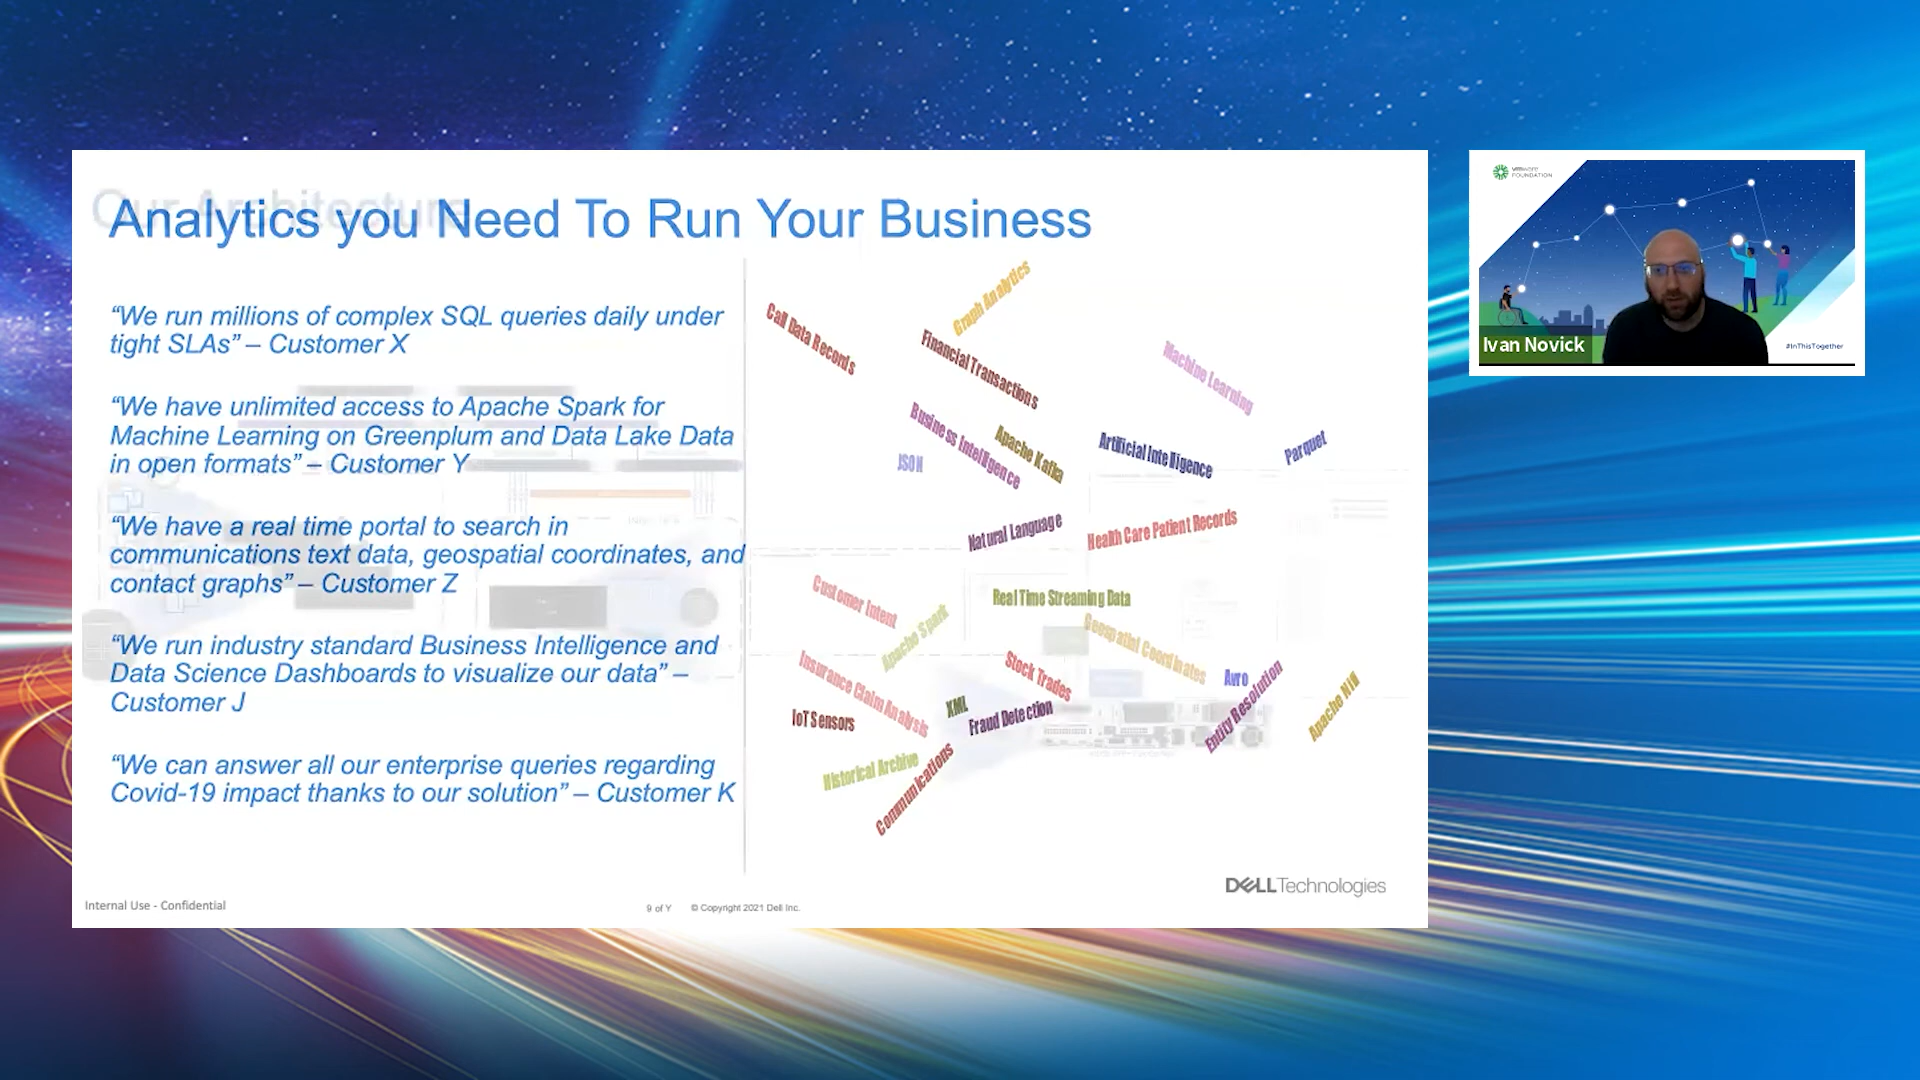 Our Architecture
Analytics you Need To Run Your Business
“We run millions of complex SQL queries daily under
tight SLAs” – Customer X
“We have unlimited access to Apache Spark for
Machine Learning on Greenplum and Data Lake Data
in open formats” – Customer Y
“We have a real time portal to search in
communications text data, geospatial coordinates, and
contact graphs” – Customer Z
“We run industry standard Business Intelligence and
Data Science Dashboards to visualize our data” –
Customer J
“We can answer all our enterprise queries regarding
Covid-19 impact thanks to our solution” – Customer K
Graph Analytics
Call Data Records
Financial Transactions
Machine Learning
Business Intelligence
Apache Kafka
Artificial Intelligence
Parquet
JSON
Natural Language
Health Care Patient Records
Customer Intent
Real Time Streaming Data
Apache Spark
Geospatial Coordinates
Insurance Claim Analysis
Stock Trades
Avro
Entity Resolution
Apache Nifi
XML
Fraud Detection
IoT Sensors
Historical Archive
Communications
DELL Technologies
Internal Use - Confidential
9 of Y © Copyright 2021 Dell Inc.
vmware
FOUNDATION
Ivan Novick
#InThisTogether